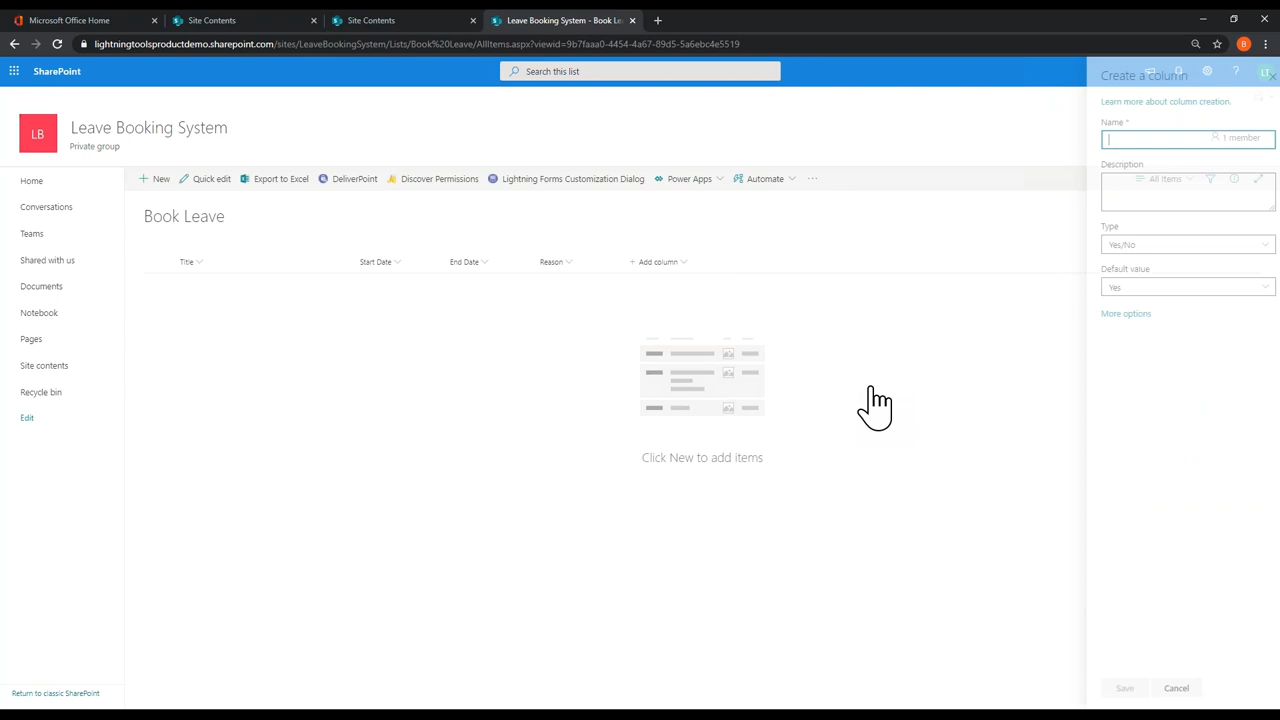 Microsoft Office Home
Site Contents
Site Contents
Leave Booking System - Book Le
lightningtoolsproductdemo.sharepoint.com/sites/LeaveBookingSystem/Lists/Book%20Leave/AllItems.aspx?viewid=9b7faaa0-4454-4a67-89d5-5a6ebc4e5519
B
SharePoint
Search this list
LT
LB
Leave Booking System
Private group
1 member
Home
Conversations
Teams
Shared with us
Documents
Notebook
Pages
Site contents
Recycle bin
Edit
Return to classic SharePoint
New
Quick edit
Export to Excel
DeliverPoint
Discover Permissions
Lightning Forms Customization Dialog
Power Apps
Automate
All Items
Book Leave
Title
Start Date
End Date
Reason
Add column
Click New to add items
Create a column
Learn more about column creation.
Name *
Description
Type
Yes/No
Default value
Yes
More options
Save
Cancel